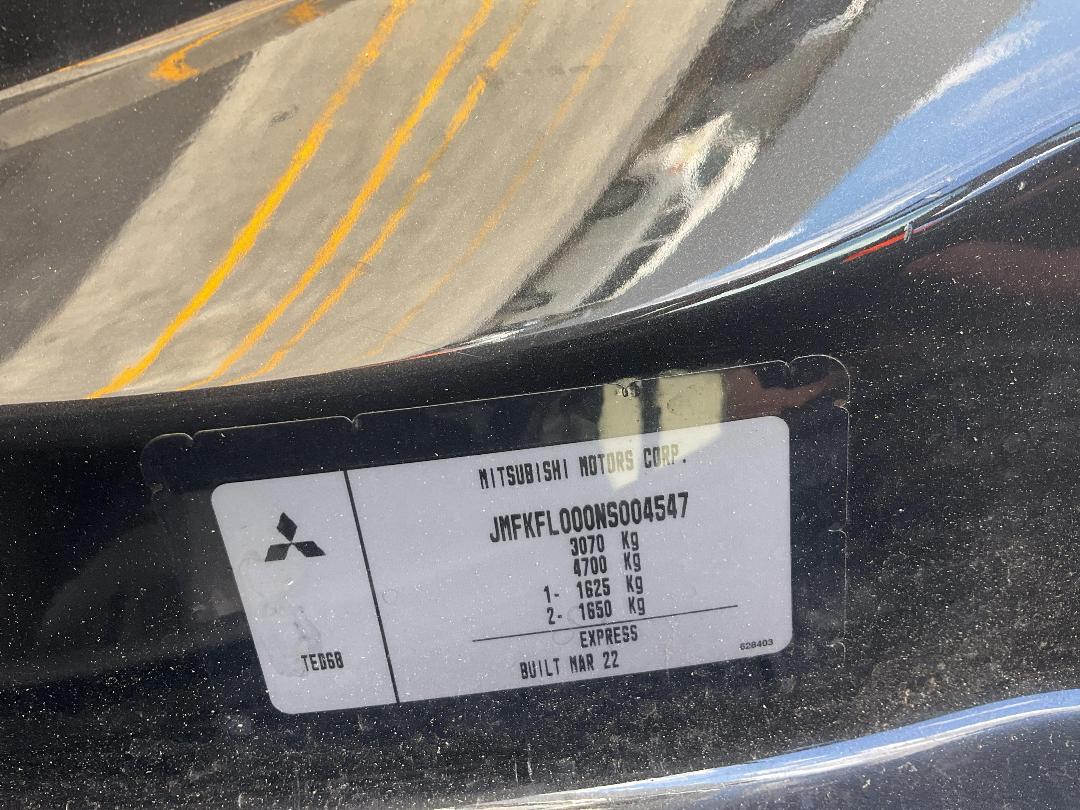 MITSUBISHI MOTORS CORP.
JMFKFL000NS004547
3070 Kg
4700 Kg
1- 1625 Kg
2- 1650 Kg
EXPRESS
BUILT MAR 22
628403
TED6B